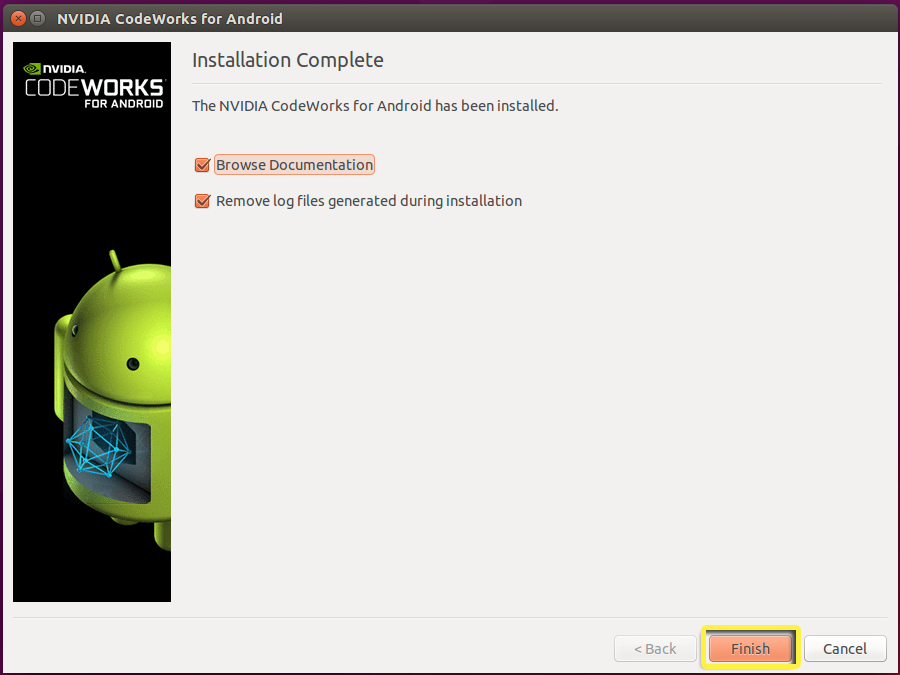 NVIDIA CodeWorks for Android
NVIDIA.
CODEWORKS
FOR ANDROID
Installation Complete
The NVIDIA CodeWorks for Android has been installed.
Browse Documentation
Remove log files generated during installation
< Back
Finish
Cancel